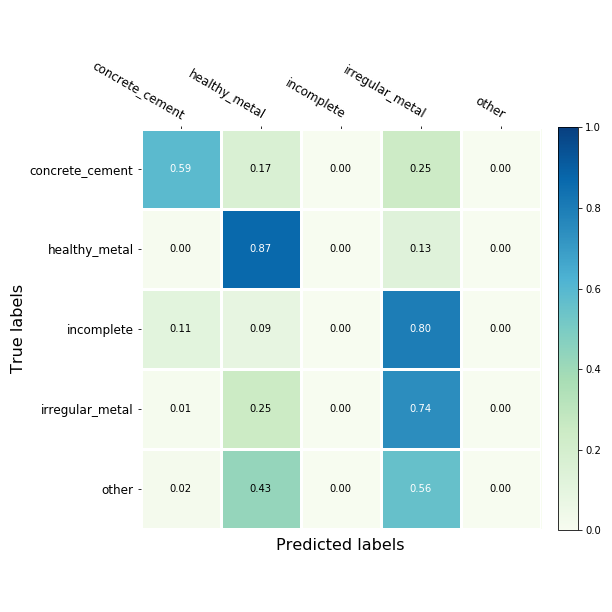 concrete_cement
healthy_metal
incomplete
irregular_metal
other
1.0
concrete_cement 0.59 0.17 0.00 0.25 0.00
healthy_metal 0.00 0.87 0.00 0.13 0.00
incomplete 0.11 0.09 0.00 0.80 0.00
irregular_metal 0.01 0.25 0.00 0.74 0.00
other 0.02 0.43 0.00 0.56 0.00
True labels
Predicted labels
0.8
0.6
0.4
0.2
0.0